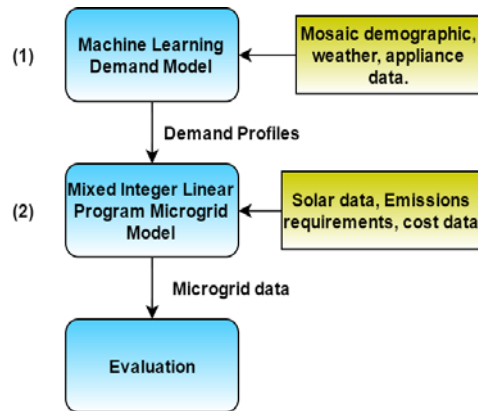 (1)
Machine Learning
Demand Model
Mosaic demographic,
weather, appliance
data.
Demand Profiles
(2)
Mixed Integer Linear
Program Microgrid
Model
Solar data, Emissions
requirements, cost data
Microgrid data
Evaluation